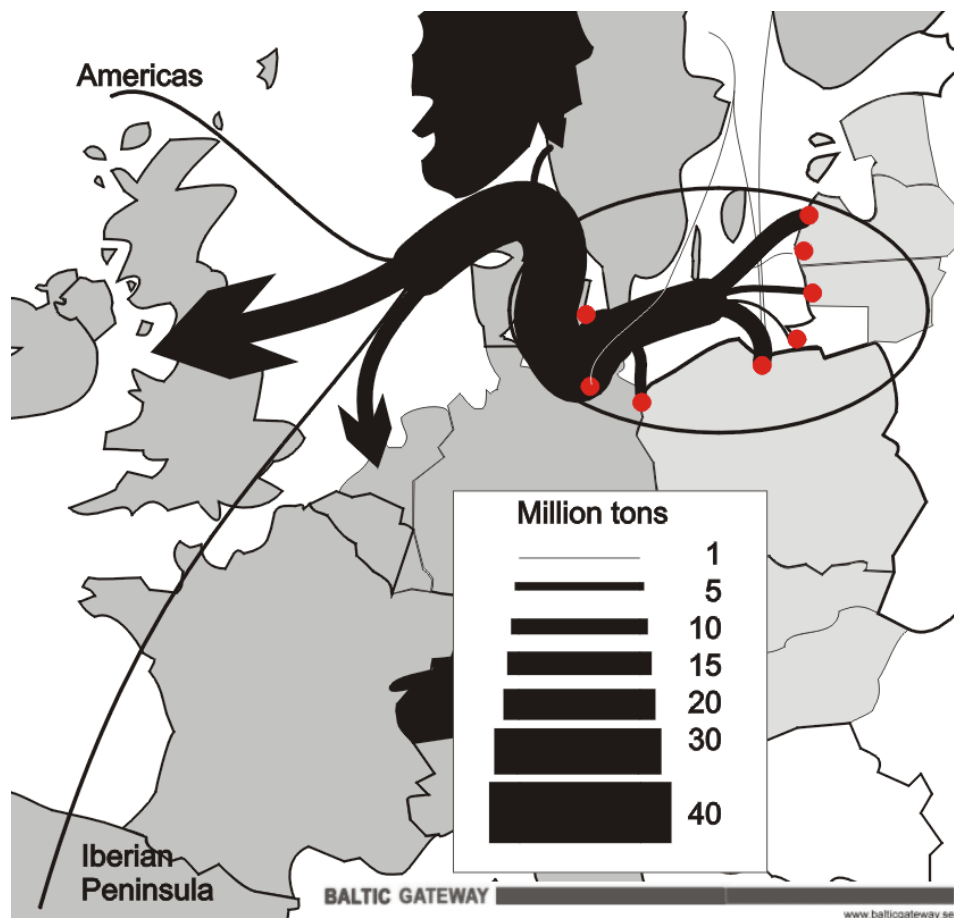 Americas
Million tons
1
5
10
15
20
30
40
Iberian
Peninsula
BALTIC GATEWAY
www.balticgateway.se